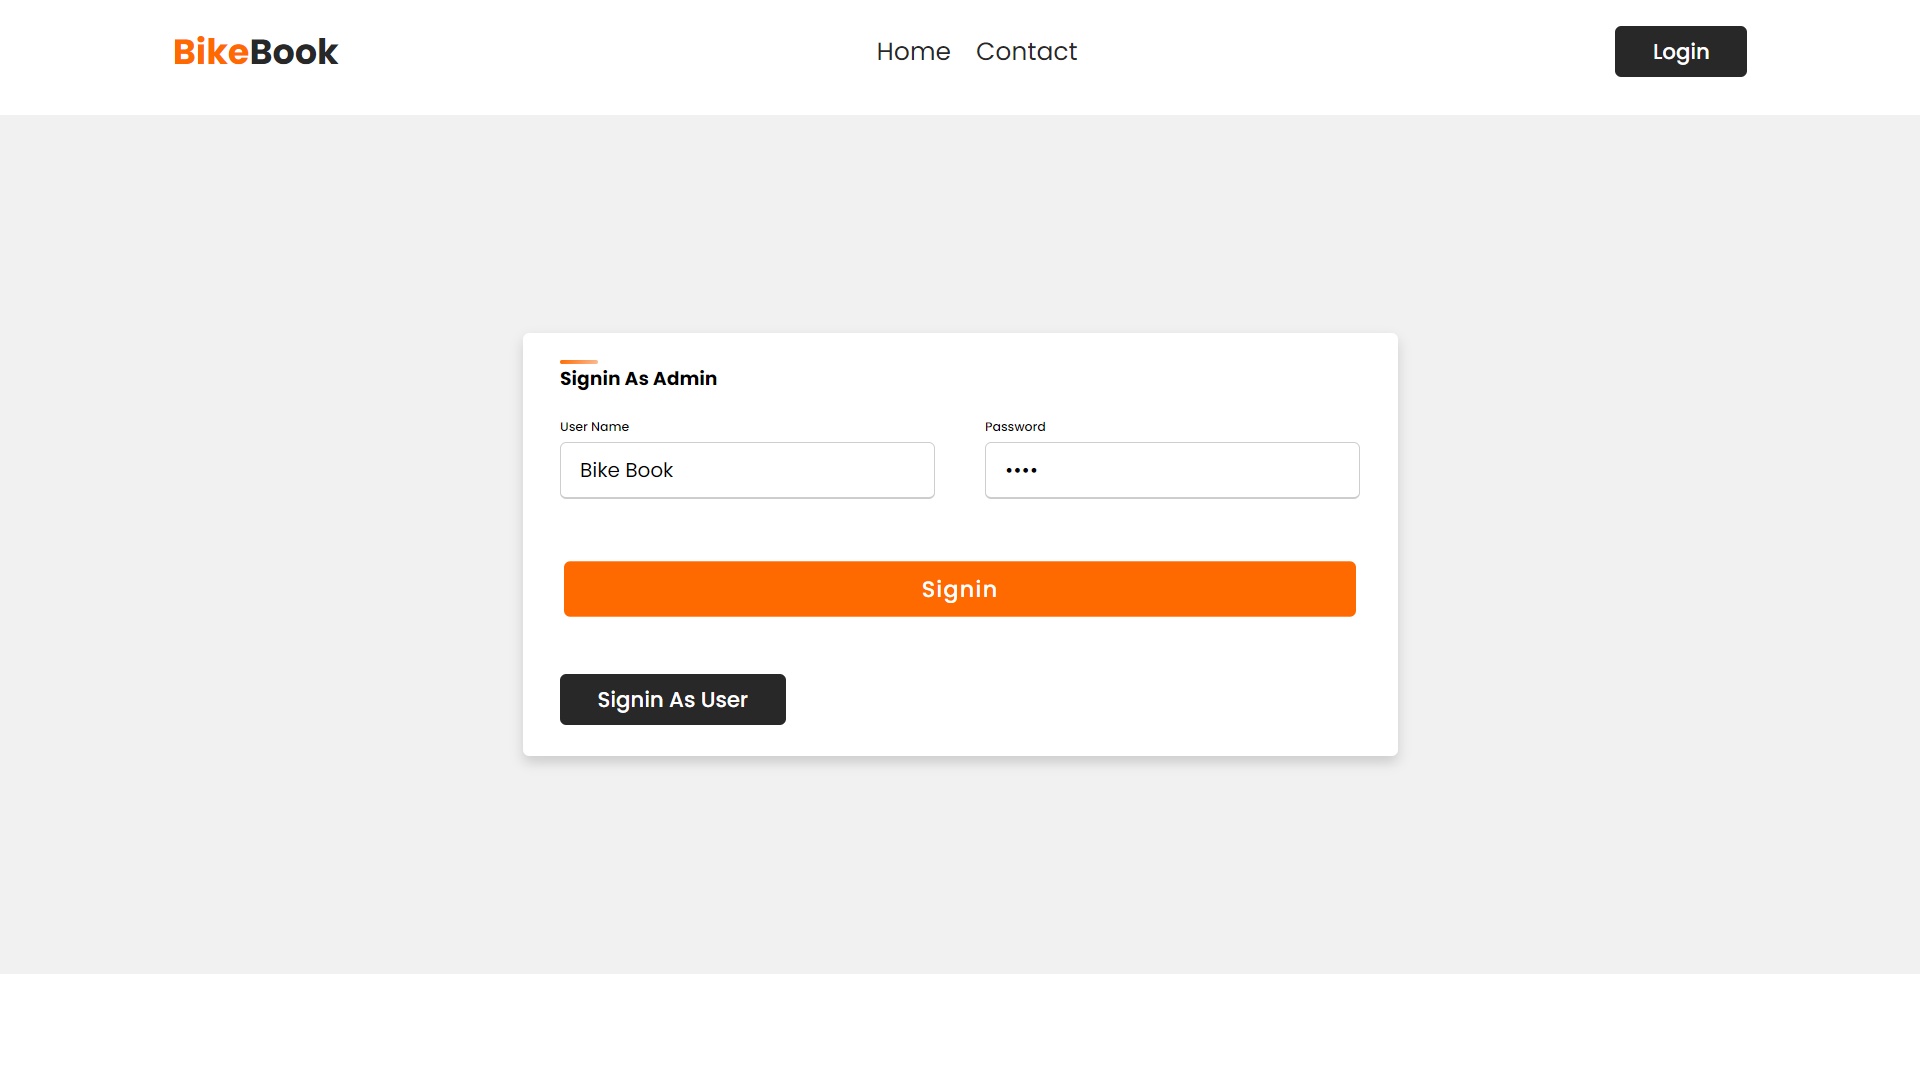 BikeBook
Home Contact
Login
Signin As Admin
User Name
Password
Bike Book
••••
Signin
Signin As User